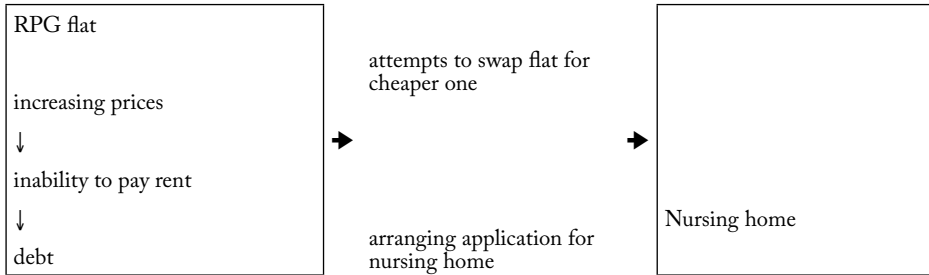 RPG flat
increasing prices
↓
inability to pay rent
↓
debt
attempts to swap flat for
cheaper one
arranging application for
nursing home
Nursing home